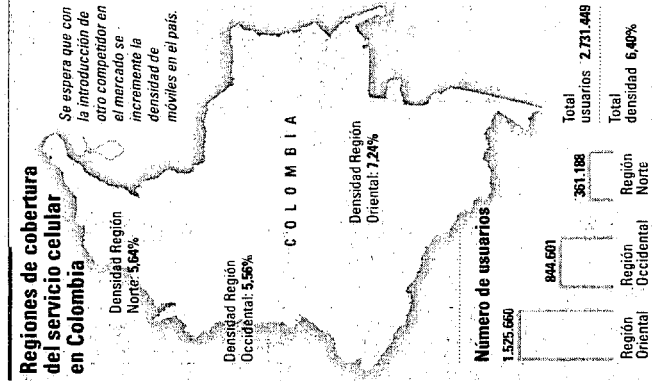 Regiones de cobertura
del servicio celular
en Colombia
Se espera que con
la introducción de
otro competidor en
el mercado se
incremente la
densidad de
móviles en el país.
Densidad Región
Norte: 5,64%
Densidad Región
Occidental: 5,56%
COLOMBIA
Densidad Región
Oriental: 7,24%
Número de usuarios
1.525.660
844.601
361.188
Región
Oriental
Región
Occidental
Región
Norte
Total
usuarios 2.731.449
Total
densidad 6,40%